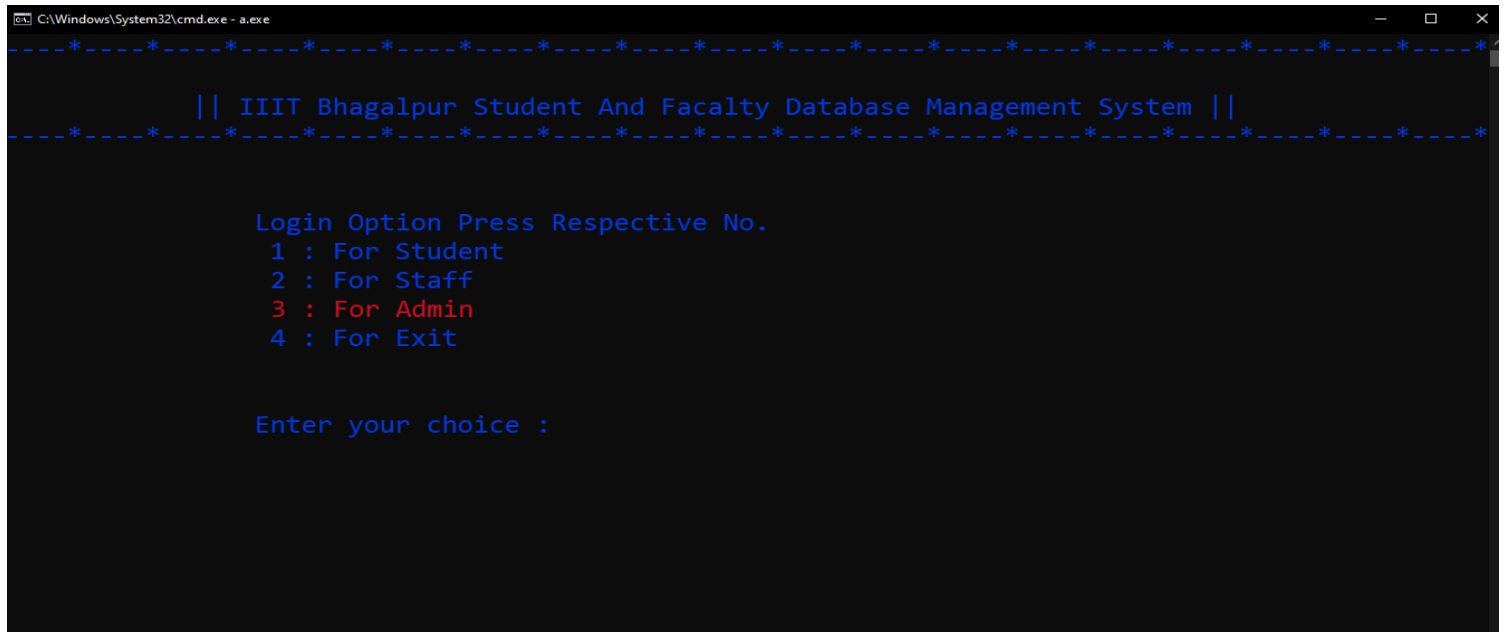 C:\Windows\System32\cmd.exe - a.exe
----*----*----*----*----*----*----*----*----*----*----*----*----*----*----*----*----*----*----*
|| IIIT Bhagalpur Student And Facalty Database Management System ||
----*----*----*----*----*----*----*----*----*----*----*----*----*----*----*----*----*----*----*
Login Option Press Respective No.
1 : For Student
2 : For Staff
3 : For Admin
4 : For Exit
Enter your choice :